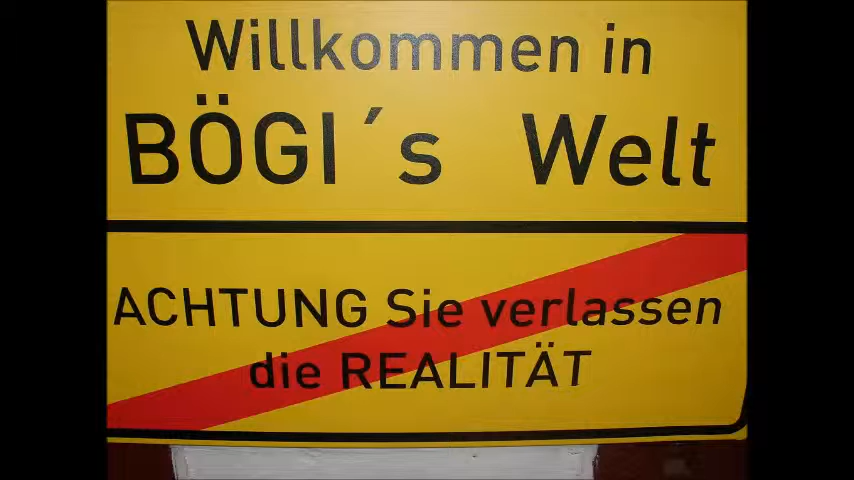 Willkommen in
BÖGI´s Welt
ACHTUNG Sie verlassen
die REALITÄT